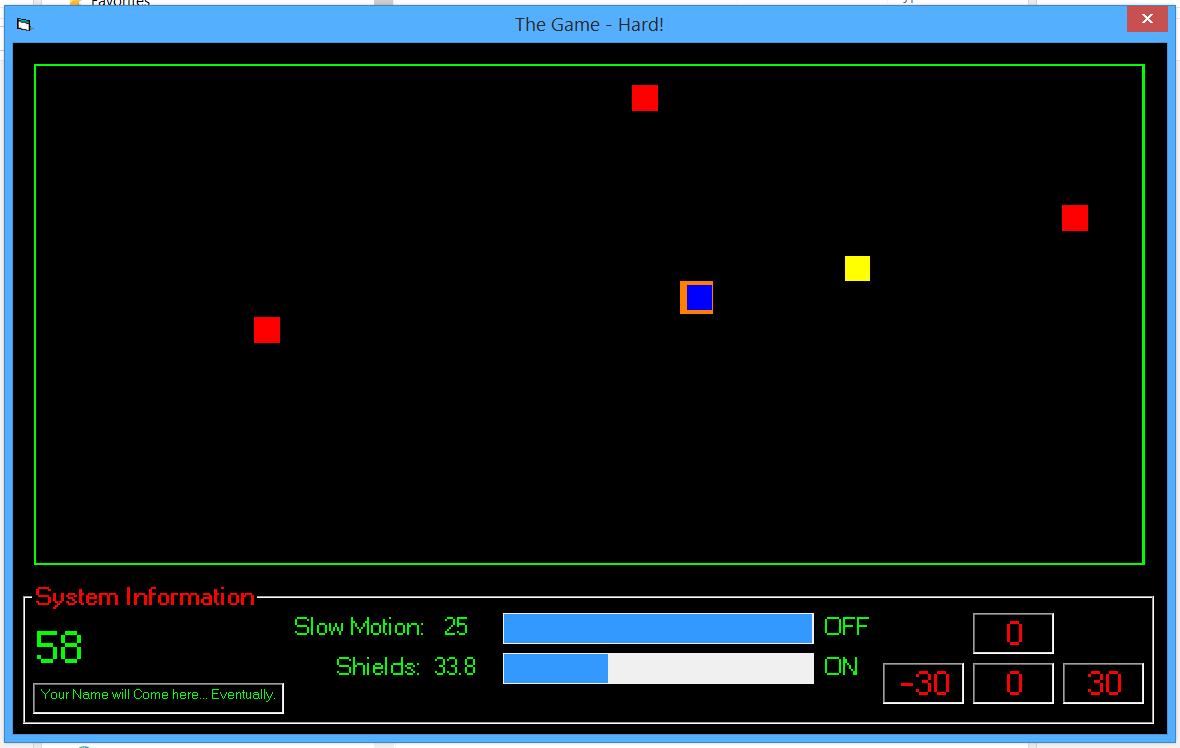 Favorites
The Game - Hard!
System Information
58
Slow Motion: 25 OFF
Shields: 33.8 ON
Your Name will Come here... Eventually.
0
-30 0 30